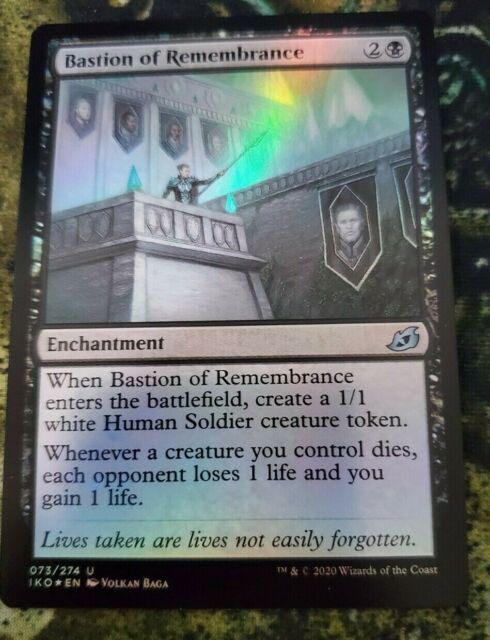 Bastion of Remembrance 2
Enchantment
When Bastion of Remembrance
enters the battlefield, create a 1/1
white Human Soldier creature token.
Whenever a creature you control dies,
each opponent loses 1 life and you
gain 1 life.
Lives taken are lives not easily forgotten.
073/274 U
IKO★EN VOLKAN BAGA
™ & © 2020 Wizards of the Coast